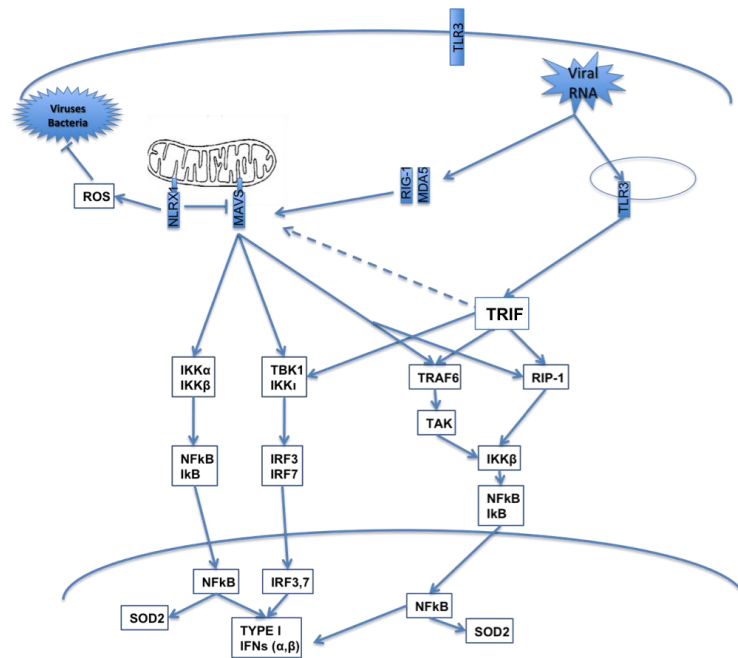 TLR3
Viral
RNA
Viruses
Bacteria
RIG-1
MDA5
TLR3
ROS
NLRX1
MAVS
TRIF
IKKα
IKKβ
TBK1
IKKι
TRAF6
RIP-1
TAK
NFkB
IkB
IRF3
IRF7
IKKβ
NFkB
IkB
NFkB
IRF3,7
NFkB
SOD2
TYPE I
IFNs (α,β)
SOD2